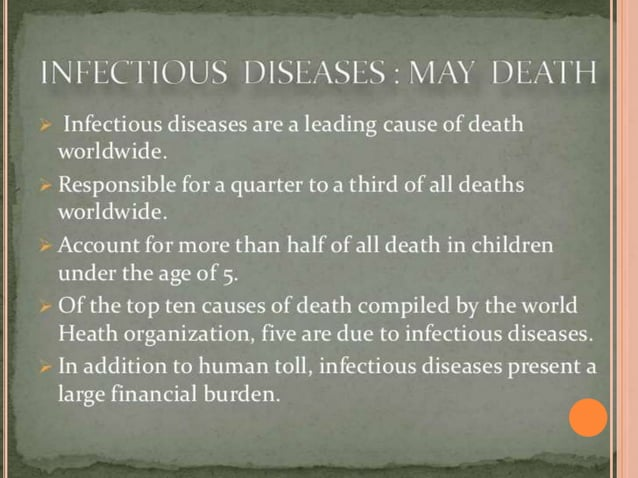 INFECTIOUS DISEASES : MAY DEATH
Infectious diseases are a leading cause of death
worldwide.
Responsible for a quarter to a third of all deaths
worldwide.
Account for more than half of all death in children
under the age of 5.
Of the top ten causes of death compiled by the world
Heath organization, five are due to infectious diseases.
In addition to human toll, infectious diseases present a
large financial burden.